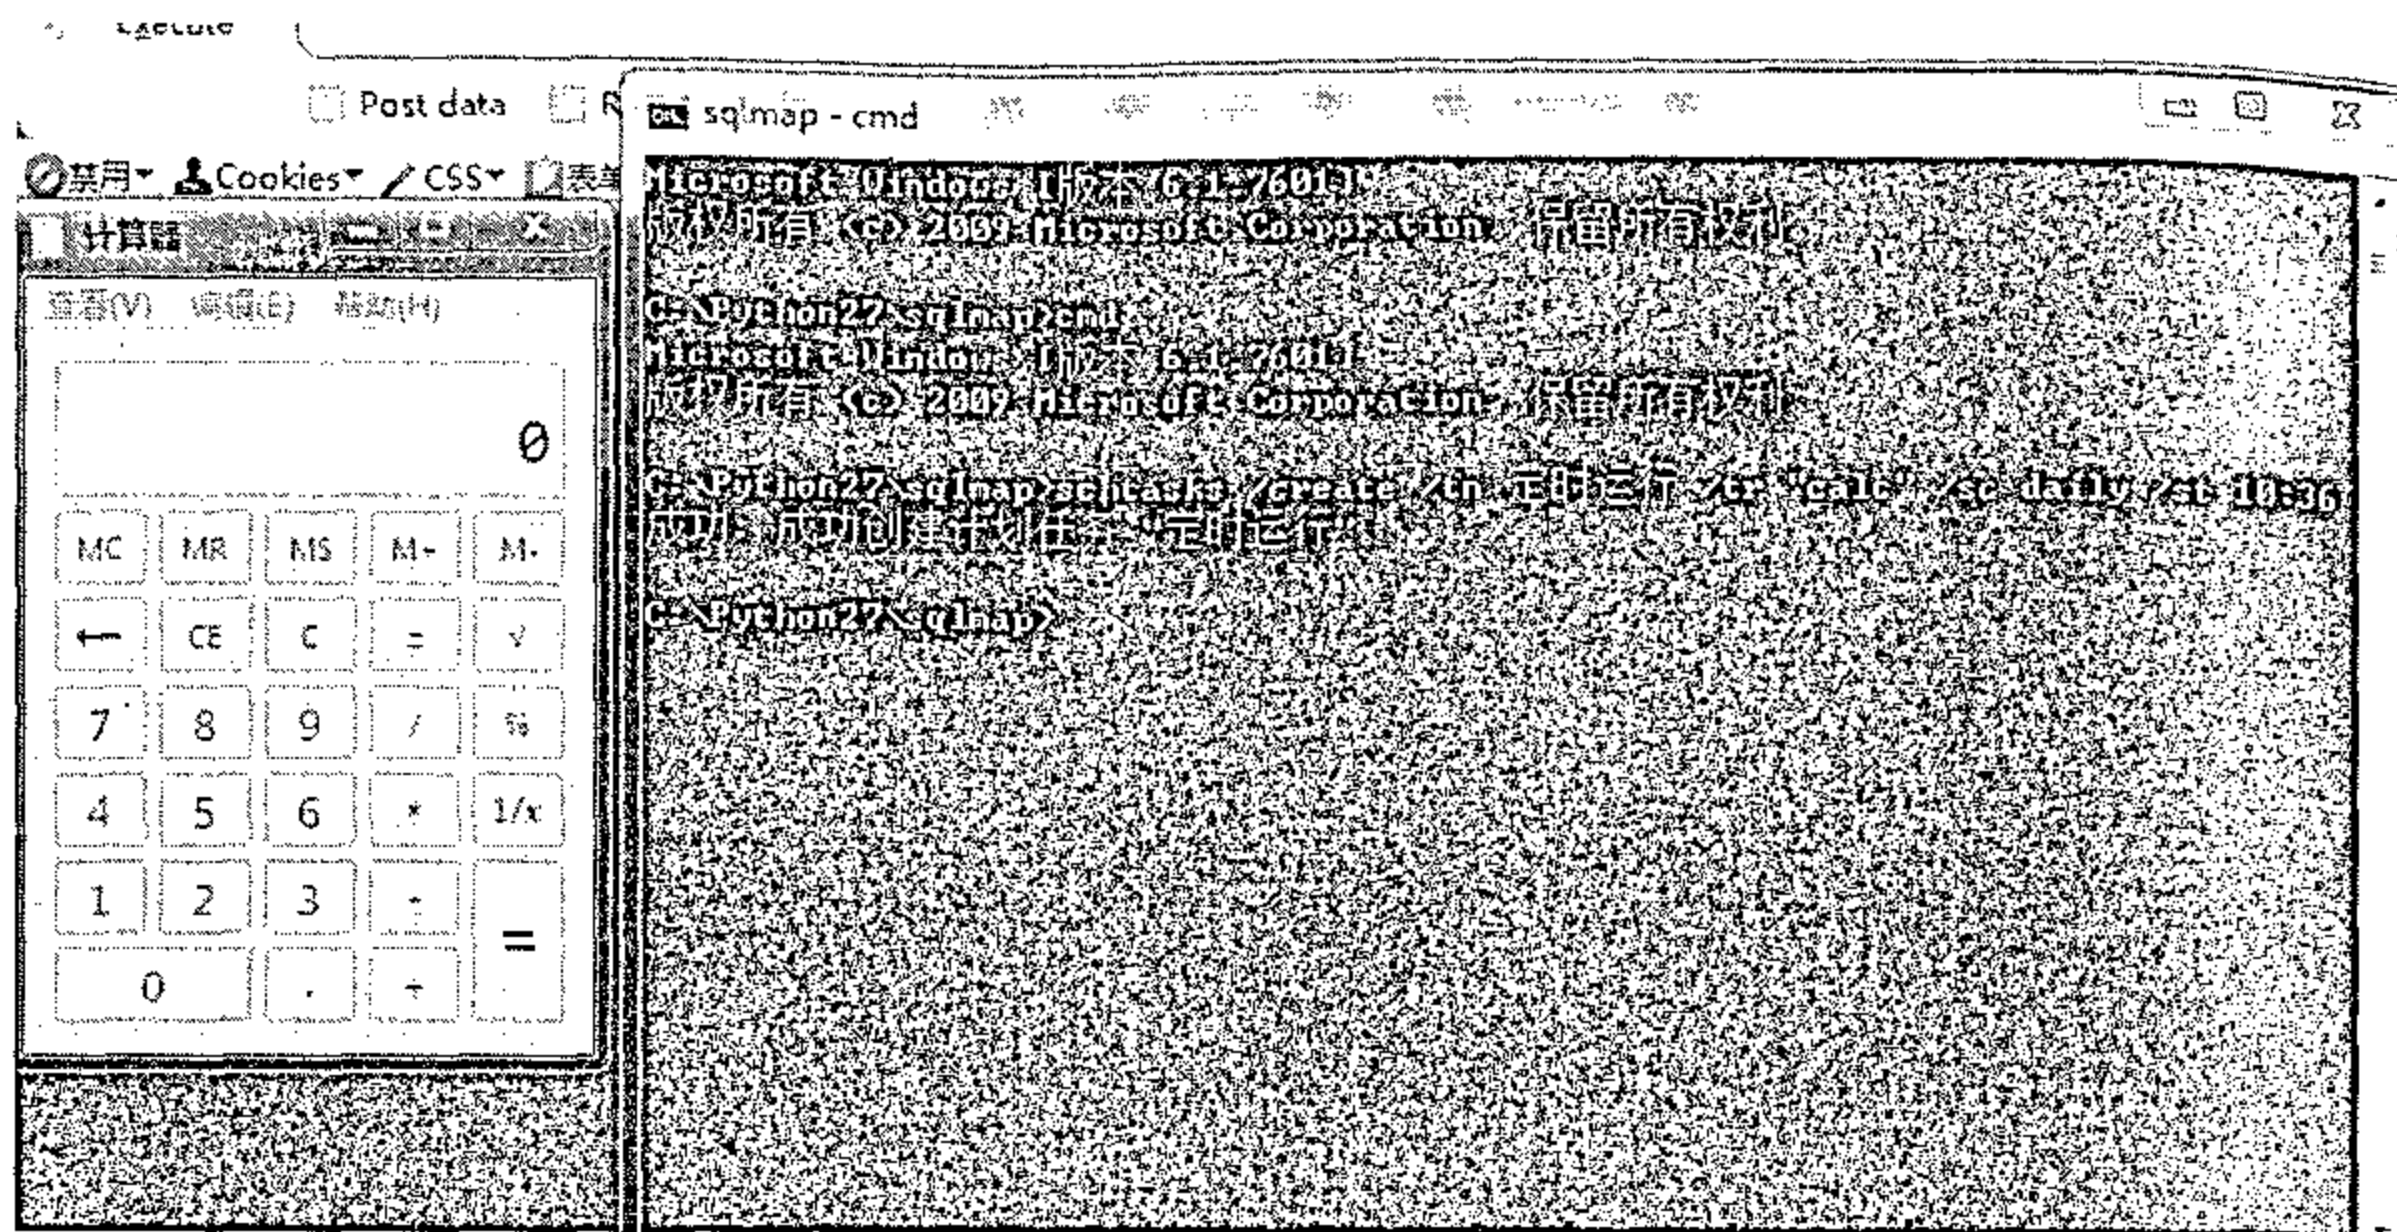 Execute
Post data
sqlmap - cmd
禁用 Cookies CSS 表单
计算器
查看(V) 编辑(E) 帮助(H)
0
MC MR MS M+ M-
← CE C ± √
7 8 9 / %
4 5 6 * 1/x
1 2 3 - =
0 . +
Microsoft Windows [版本 6.1.7601]
版权所有 <c> 2009 Microsoft Corporation。保留所有权利。
C:\Python27\sqlmap>cmd
Microsoft Windows [版本 6.1.7601]
版权所有 <c> 2009 Microsoft Corporation。保留所有权利。
C:\Python27\sqlmap>schtasks /create /tn 定时运行 /tr "calc" /sc daily /st 10:36
成功: 成功创建计划任务 "定时运行"。
C:\Python27\sqlmap>